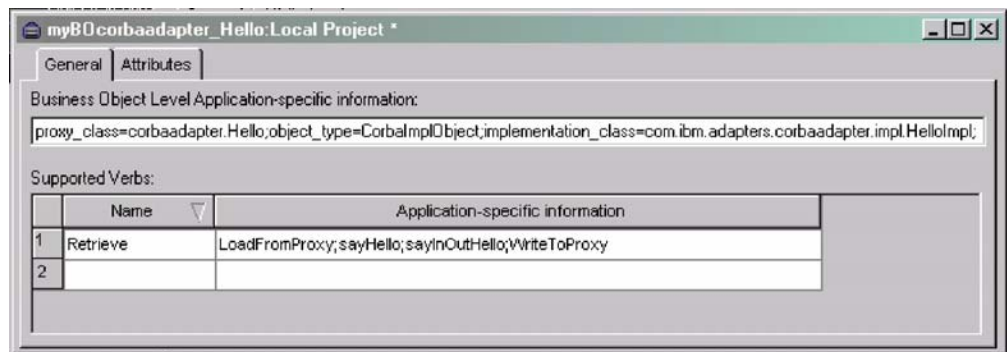 myBOcorbaadapter_Hello:Local Project *
General Attributes
Business Object Level Application-specific information:
proxy_class=corbaadapter.Hello;object_type=CorbaImplObject;implementation_class=com.ibm.adapters.corbaadapter.impl.HelloImpl;
Supported Verbs:
Name Application-specific information
1 Retrieve LoadFromProxy;sayHello;sayInOutHello;WriteToProxy
2